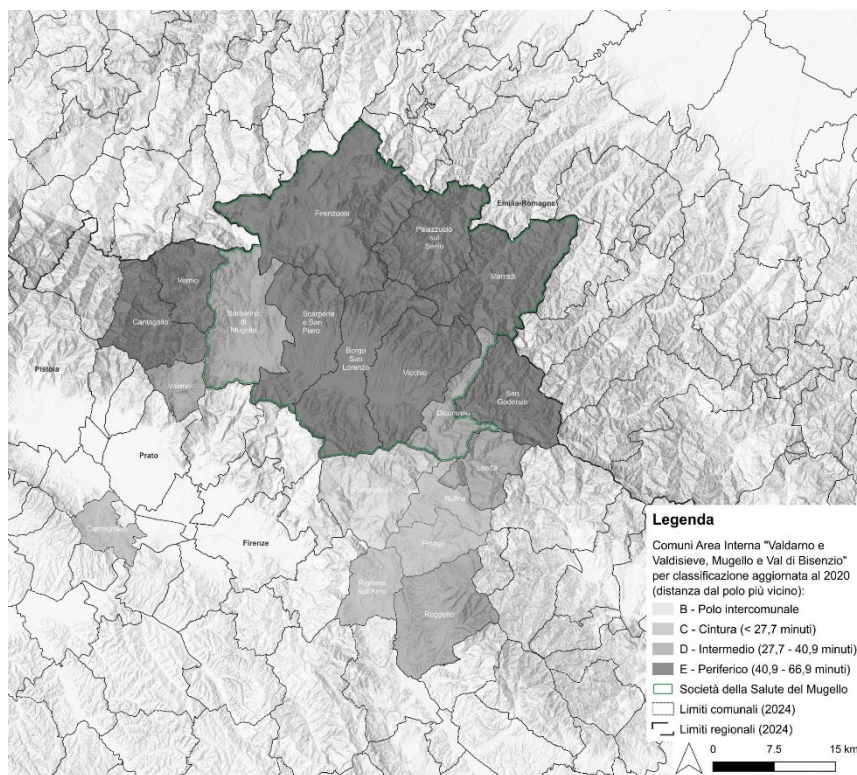 Firenzuola
Emilia-Romagna
Palazzuolo
sul
Senio
Marradi
Vernio
Cantagallo
Barberino
di
Mugello
Scarperia
e San
Piero
Borgo
San
Lorenzo
Vicchio
Vaiano
San
Godenzo
Dicomano
Pistoia
Prato
Londa
Pontassieve
Rufina
Carmignano
Firenze
Pelago
Rignano
sull'Arno
Reggello
Legenda
Comuni Area Interna "Valdarno e
Valdisieve, Mugello e Val di Bisenzio"
per classificazione aggiornata al 2020
(distanza dal polo più vicino):
B - Polo intercomunale
C - Cintura (< 27,7 minuti)
D - Intermedio (27,7 - 40,9 minuti)
E - Periferico (40,9 - 66,9 minuti)
Società della Salute del Mugello
Limiti comunali (2024)
Limiti regionali (2024)
0 7.5 15 km